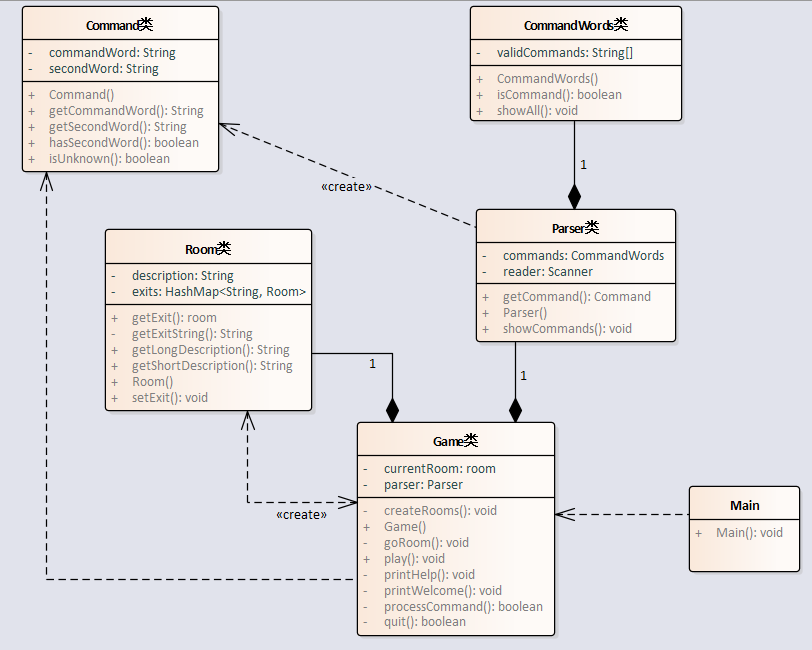 Command类
- commandWord: String
- secondWord: String
+ Command()
+ getCommandWord(): String
+ getSecondWord(): String
+ hasSecondWord(): boolean
+ isUnknown(): boolean
CommandWords类
- validCommands: String[]
+ CommandWords()
+ isCommand(): boolean
+ showAll(): void
1
«create»
Parser类
- commands: CommandWords
- reader: Scanner
+ getCommand(): Command
+ Parser()
+ showCommands(): void
Room类
- description: String
- exits: HashMap<String, Room>
+ getExit(): room
- getExitString(): String
+ getLongDescription(): String
+ getShortDescription(): String
+ Room()
+ setExit(): void
1
1
«create»
Game类
- currentRoom: room
- parser: Parser
- createRooms(): void
+ Game()
- goRoom(): void
+ play(): void
- printHelp(): void
- printWelcome(): void
- processCommand(): boolean
- quit(): boolean
Main
+ Main(): void